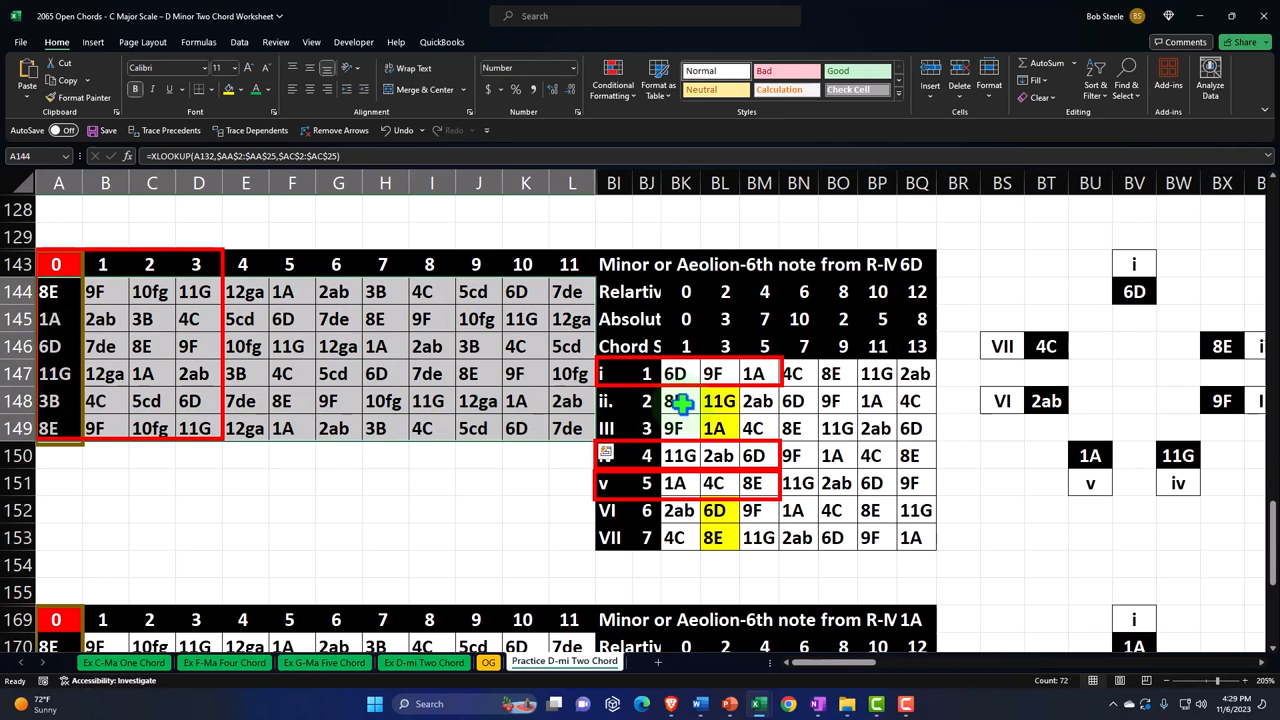 2065 Open Chords - C Major Scale – D Minor Two Chord Worksheet
Search
Bob Steele BS
File Home Insert Page Layout Formulas Data Review View Developer Automate Help QuickBooks
Comments Share
Paste Cut Copy Format Painter
Calibri 11
Wrap Text
Merge & Center
Number
Conditional Formatting Format as Table
Normal Bad Good
Neutral Calculation Check Cell
Insert Delete Format
AutoSum Fill Clear
Sort & Filter Find & Select
Add-ins Analyze Data
Clipboard Font Alignment Number Styles Cells Editing Add-ins
AutoSave Off Save Trace Precedents Trace Dependents Remove Arrows Undo Redo
A144 =XLOOKUP(A132,$AA$2:$AA$25,$AC$2:$AC$25)
A B C D E F G H I J K L BI BJ BK BL BM BN BO BP BQ BR BS BT BU BV BW BX
128
129
143 0 1 2 3 4 5 6 7 8 9 10 11 Minor or Aeolion-6th note from R-IV 6D i
144 8E 9F 10fg 11G 12ga 1A 2ab 3B 4C 5cd 6D 7de Relartiv 0 2 4 6 8 10 12 6D
145 1A 2ab 3B 4C 5cd 6D 7de 8E 9F 10fg 11G 12ga Absolut 0 3 7 10 2 5 8
146 6D 7de 8E 9F 10fg 11G 12ga 1A 2ab 3B 4C 5cd Chord S 1 3 5 7 9 11 13 VII 4C 8E
147 11G 12ga 1A 2ab 3B 4C 5cd 6D 7de 8E 9F 10fg i 1 6D 9F 1A 4C 8E 11G 2ab
148 3B 4C 5cd 6D 7de 8E 9F 10fg 11G 12ga 1A 2ab ii. 2 11G 2ab 6D 9F 1A 4C VI 2ab 9F
149 8E 9F 10fg 11G 12ga 1A 2ab 3B 4C 5cd 6D 7de III 3 9F 1A 4C 8E 11G 2ab 6D
150 4 11G 2ab 6D 9F 1A 4C 8E 1A 11G
151 v 5 1A 4C 8E 11G 2ab 6D 9F v iv
152 VI 6 2ab 6D 9F 1A 4C 8E 11G
153 VII 7 4C 8E 11G 2ab 6D 9F 1A
154
155
169 0 1 2 3 4 5 6 7 8 9 10 11 Minor or Aeolion-6th note from R-IV 1A i
170 8E 9F 10fg 11G 12ga 1A 2ab 3B 4C 5cd 6D 7de Relartiv 0 2 4 6 8 10 12 1A
Ex C-Ma One Chord Ex F-Ma Four Chord Ex G-Ma Five Chord Ex D-mi Two Chord OG Practice D-mi Two Chord
Ready Accessibility: Investigate Count: 72 205%
72°F
Sunny
Search
4:29 PM
11/6/2023